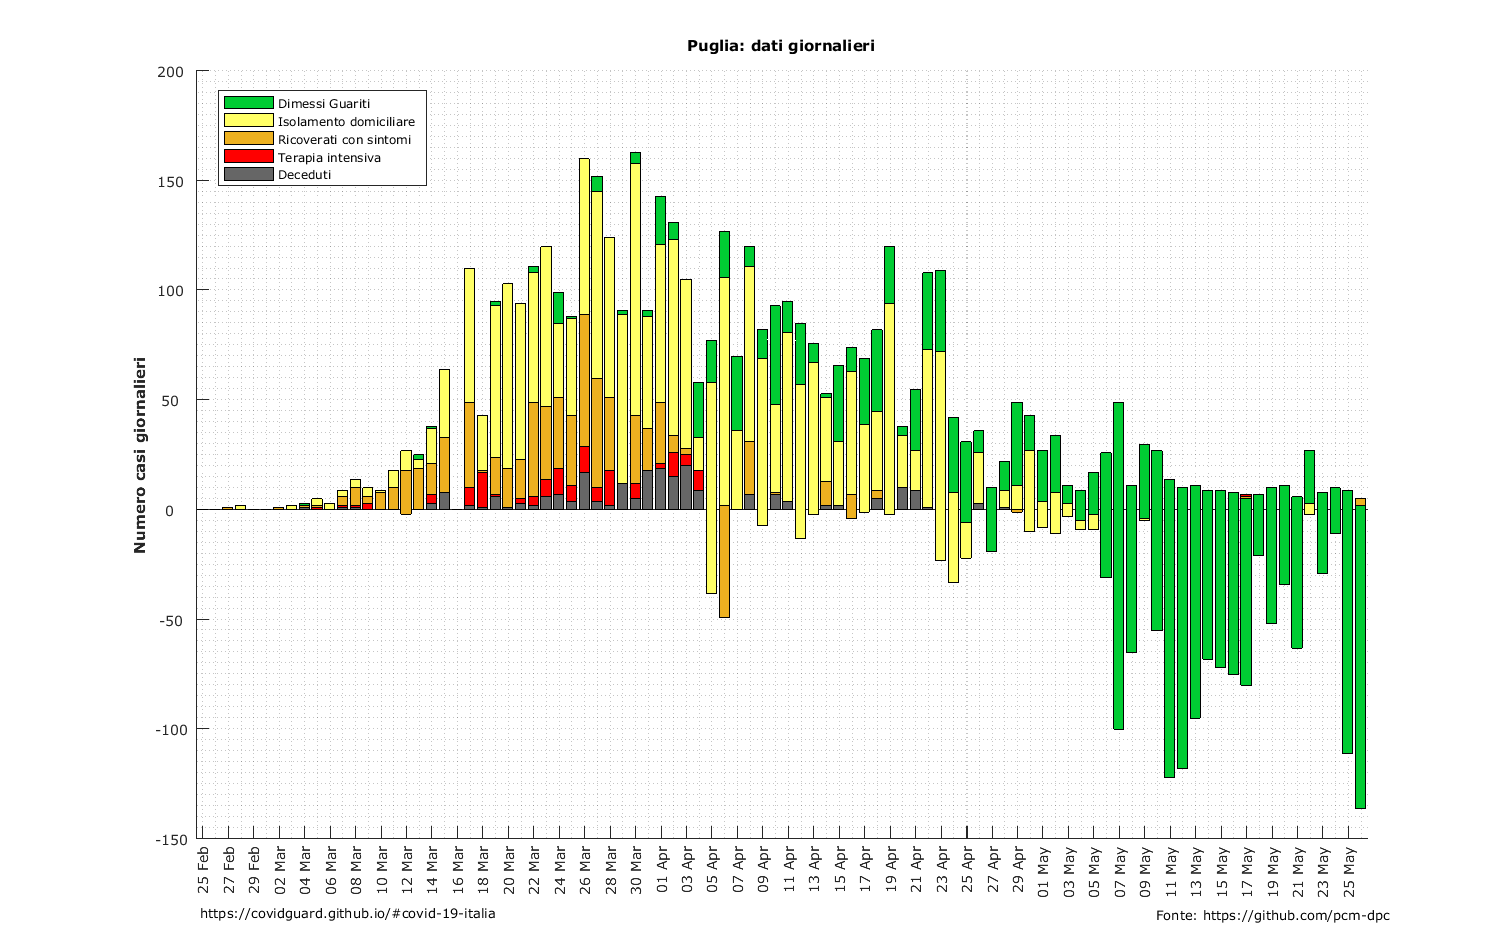 Puglia: dati giornalieri
200
150
100
50
0
-50
-100
-150
Numero casi giornalieri
Dimessi Guariti
Isolamento domiciliare
Ricoverati con sintomi
Terapia intensiva
Deceduti
25 Feb
27 Feb
29 Feb
02 Mar
04 Mar
06 Mar
08 Mar
10 Mar
12 Mar
14 Mar
16 Mar
18 Mar
20 Mar
22 Mar
24 Mar
26 Mar
28 Mar
30 Mar
01 Apr
03 Apr
05 Apr
07 Apr
09 Apr
11 Apr
13 Apr
15 Apr
17 Apr
19 Apr
21 Apr
23 Apr
25 Apr
27 Apr
29 Apr
01 May
03 May
05 May
07 May
09 May
11 May
13 May
15 May
17 May
19 May
21 May
23 May
25 May
https://covidguard.github.io/#covid-19-italia
Fonte: https://github.com/pcm-dpc